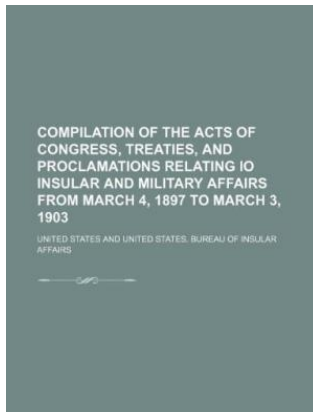 COMPILATION OF THE ACTS OF
CONGRESS, TREATIES, AND
PROCLAMATIONS RELATING IO
INSULAR AND MILITARY AFFAIRS
FROM MARCH 4, 1897 TO MARCH 3,
1903
UNITED STATES AND UNITED STATES. BUREAU OF INSULAR
AFFAIRS